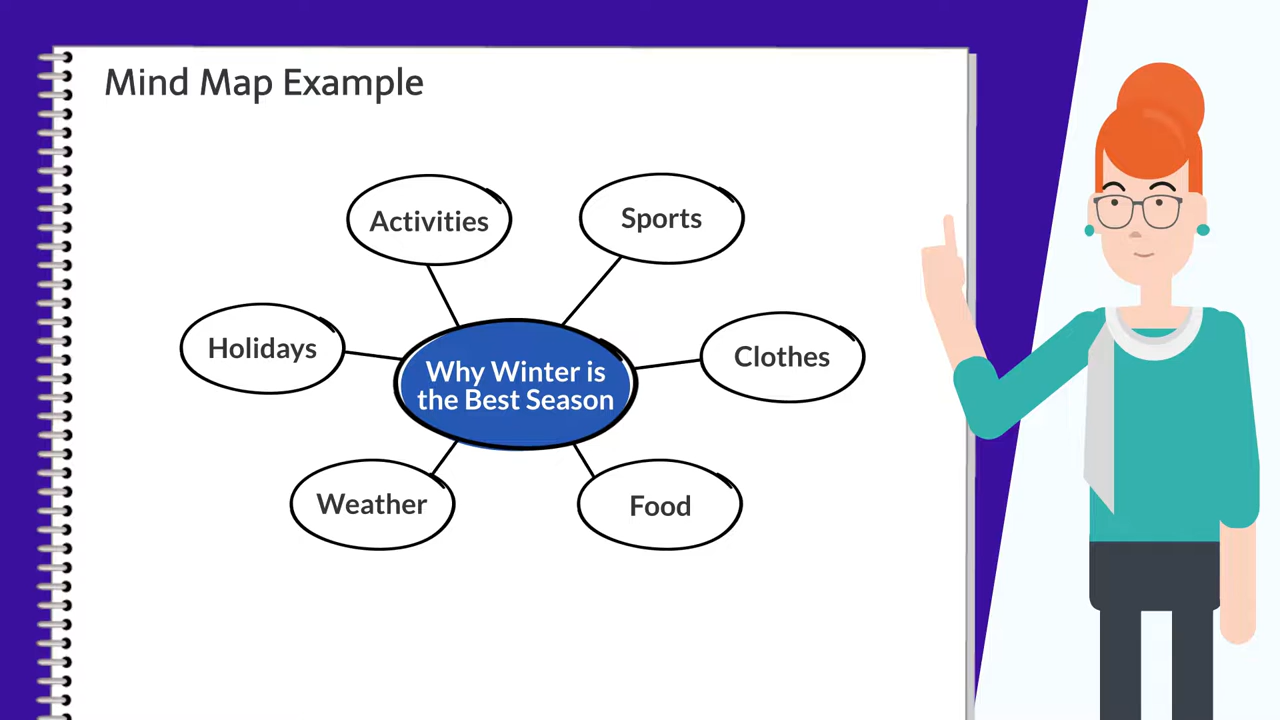 Mind Map Example
Activities
Sports
Holidays
Why Winter is
the Best Season
Clothes
Weather
Food